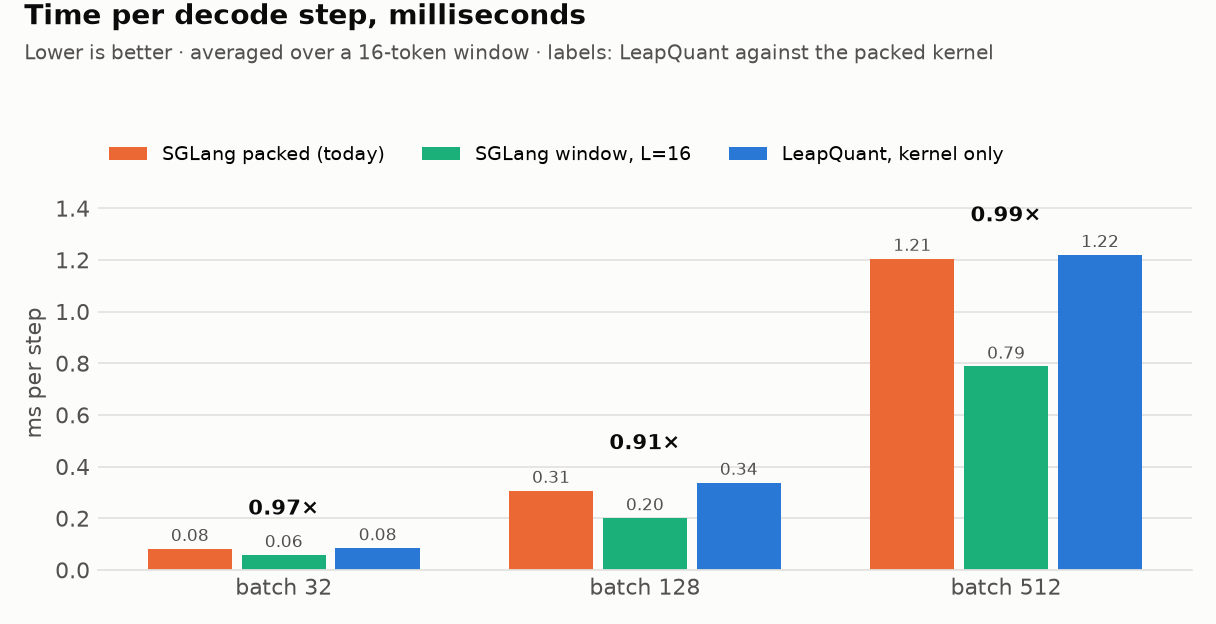 Time per decode step, milliseconds
Lower is better · averaged over a 16-token window · labels: LeapQuant against the packed kernel
SGLang packed (today) SGLang window, L=16 LeapQuant, kernel only
ms per step
1.4
1.2
1.0
0.8
0.6
0.4
0.2
0.0
0.97×
0.08 0.06 0.08
0.91×
0.31 0.20 0.34
0.99×
1.21 0.79 1.22
batch 32 batch 128 batch 512